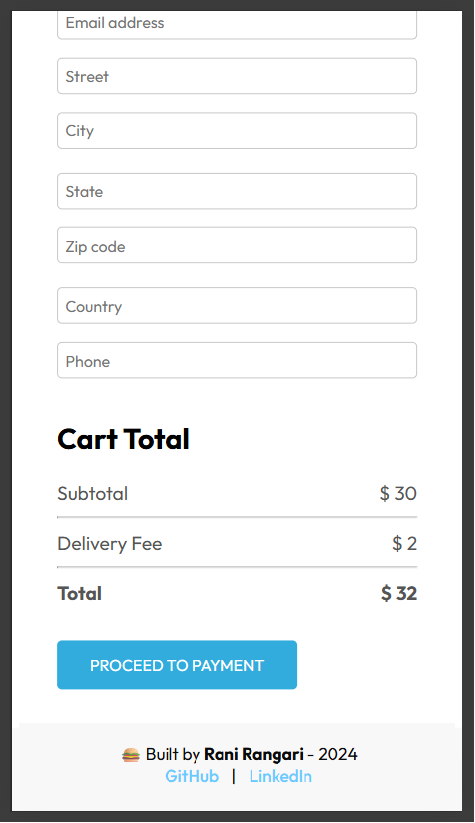 Email address
Street
City
State
Zip code
Country
Phone
Cart Total
Subtotal $ 30
Delivery Fee $ 2
Total $ 32
PROCEED TO PAYMENT
🍔 Built by Rani Rangari - 2024
GitHub | LinkedIn